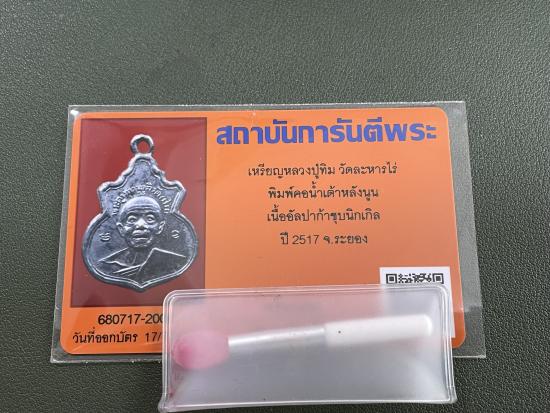 สถาบันการันตีพระ
เหรียญหลวงปู่ทิม วัดละหารไร่
พิมพ์คอน้ำเต้าหลังนูน
เนื้ออัลปาก้าชุบนิกเกิล
ปี 2517 จ.ระยอง
680717-200
วันที่ออกบัตร 17/